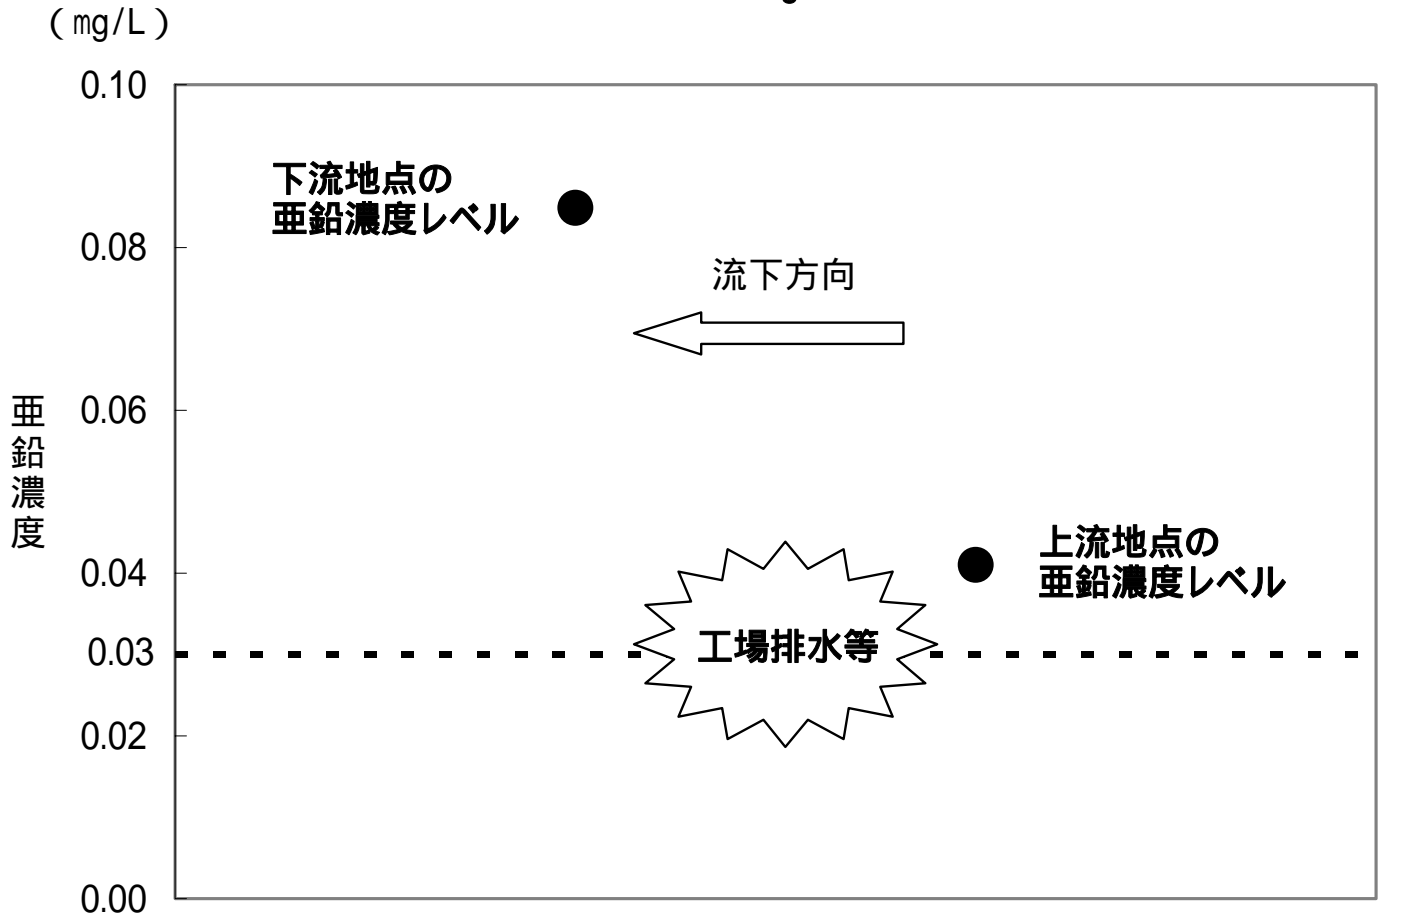 （mg/L）
0.10
下流地点の
亜鉛濃度レベル
0.08
流下方向
亜鉛濃度
0.06
上流地点の
亜鉛濃度レベル
0.04
工場排水等
0.03
0.02
0.00